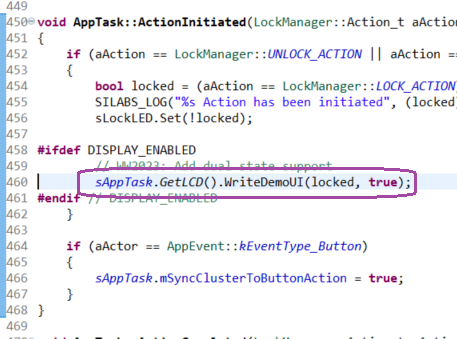 449
450 void AppTask::ActionInitiated(LockManager::Action_t aAction
451 {
452 if (aAction == LockManager::UNLOCK_ACTION || aAction ==
453 {
454 bool locked = (aAction == LockManager::LOCK_ACTION)
455 SILABS_LOG("%s Action has been initiated", (locked)
456 sLockLED.Set(!locked);
457
458 #ifdef DISPLAY_ENABLED
459 // WW2023: Add dual state support
460 sAppTask.GetLCD().WriteDemoUI(locked, true);
461 #endif // DISPLAY_ENABLED
462 }
463
464 if (aActor == AppEvent::kEventType_Button)
465 {
466 sAppTask.mSyncClusterToButtonAction = true;
467 }
468 }
469